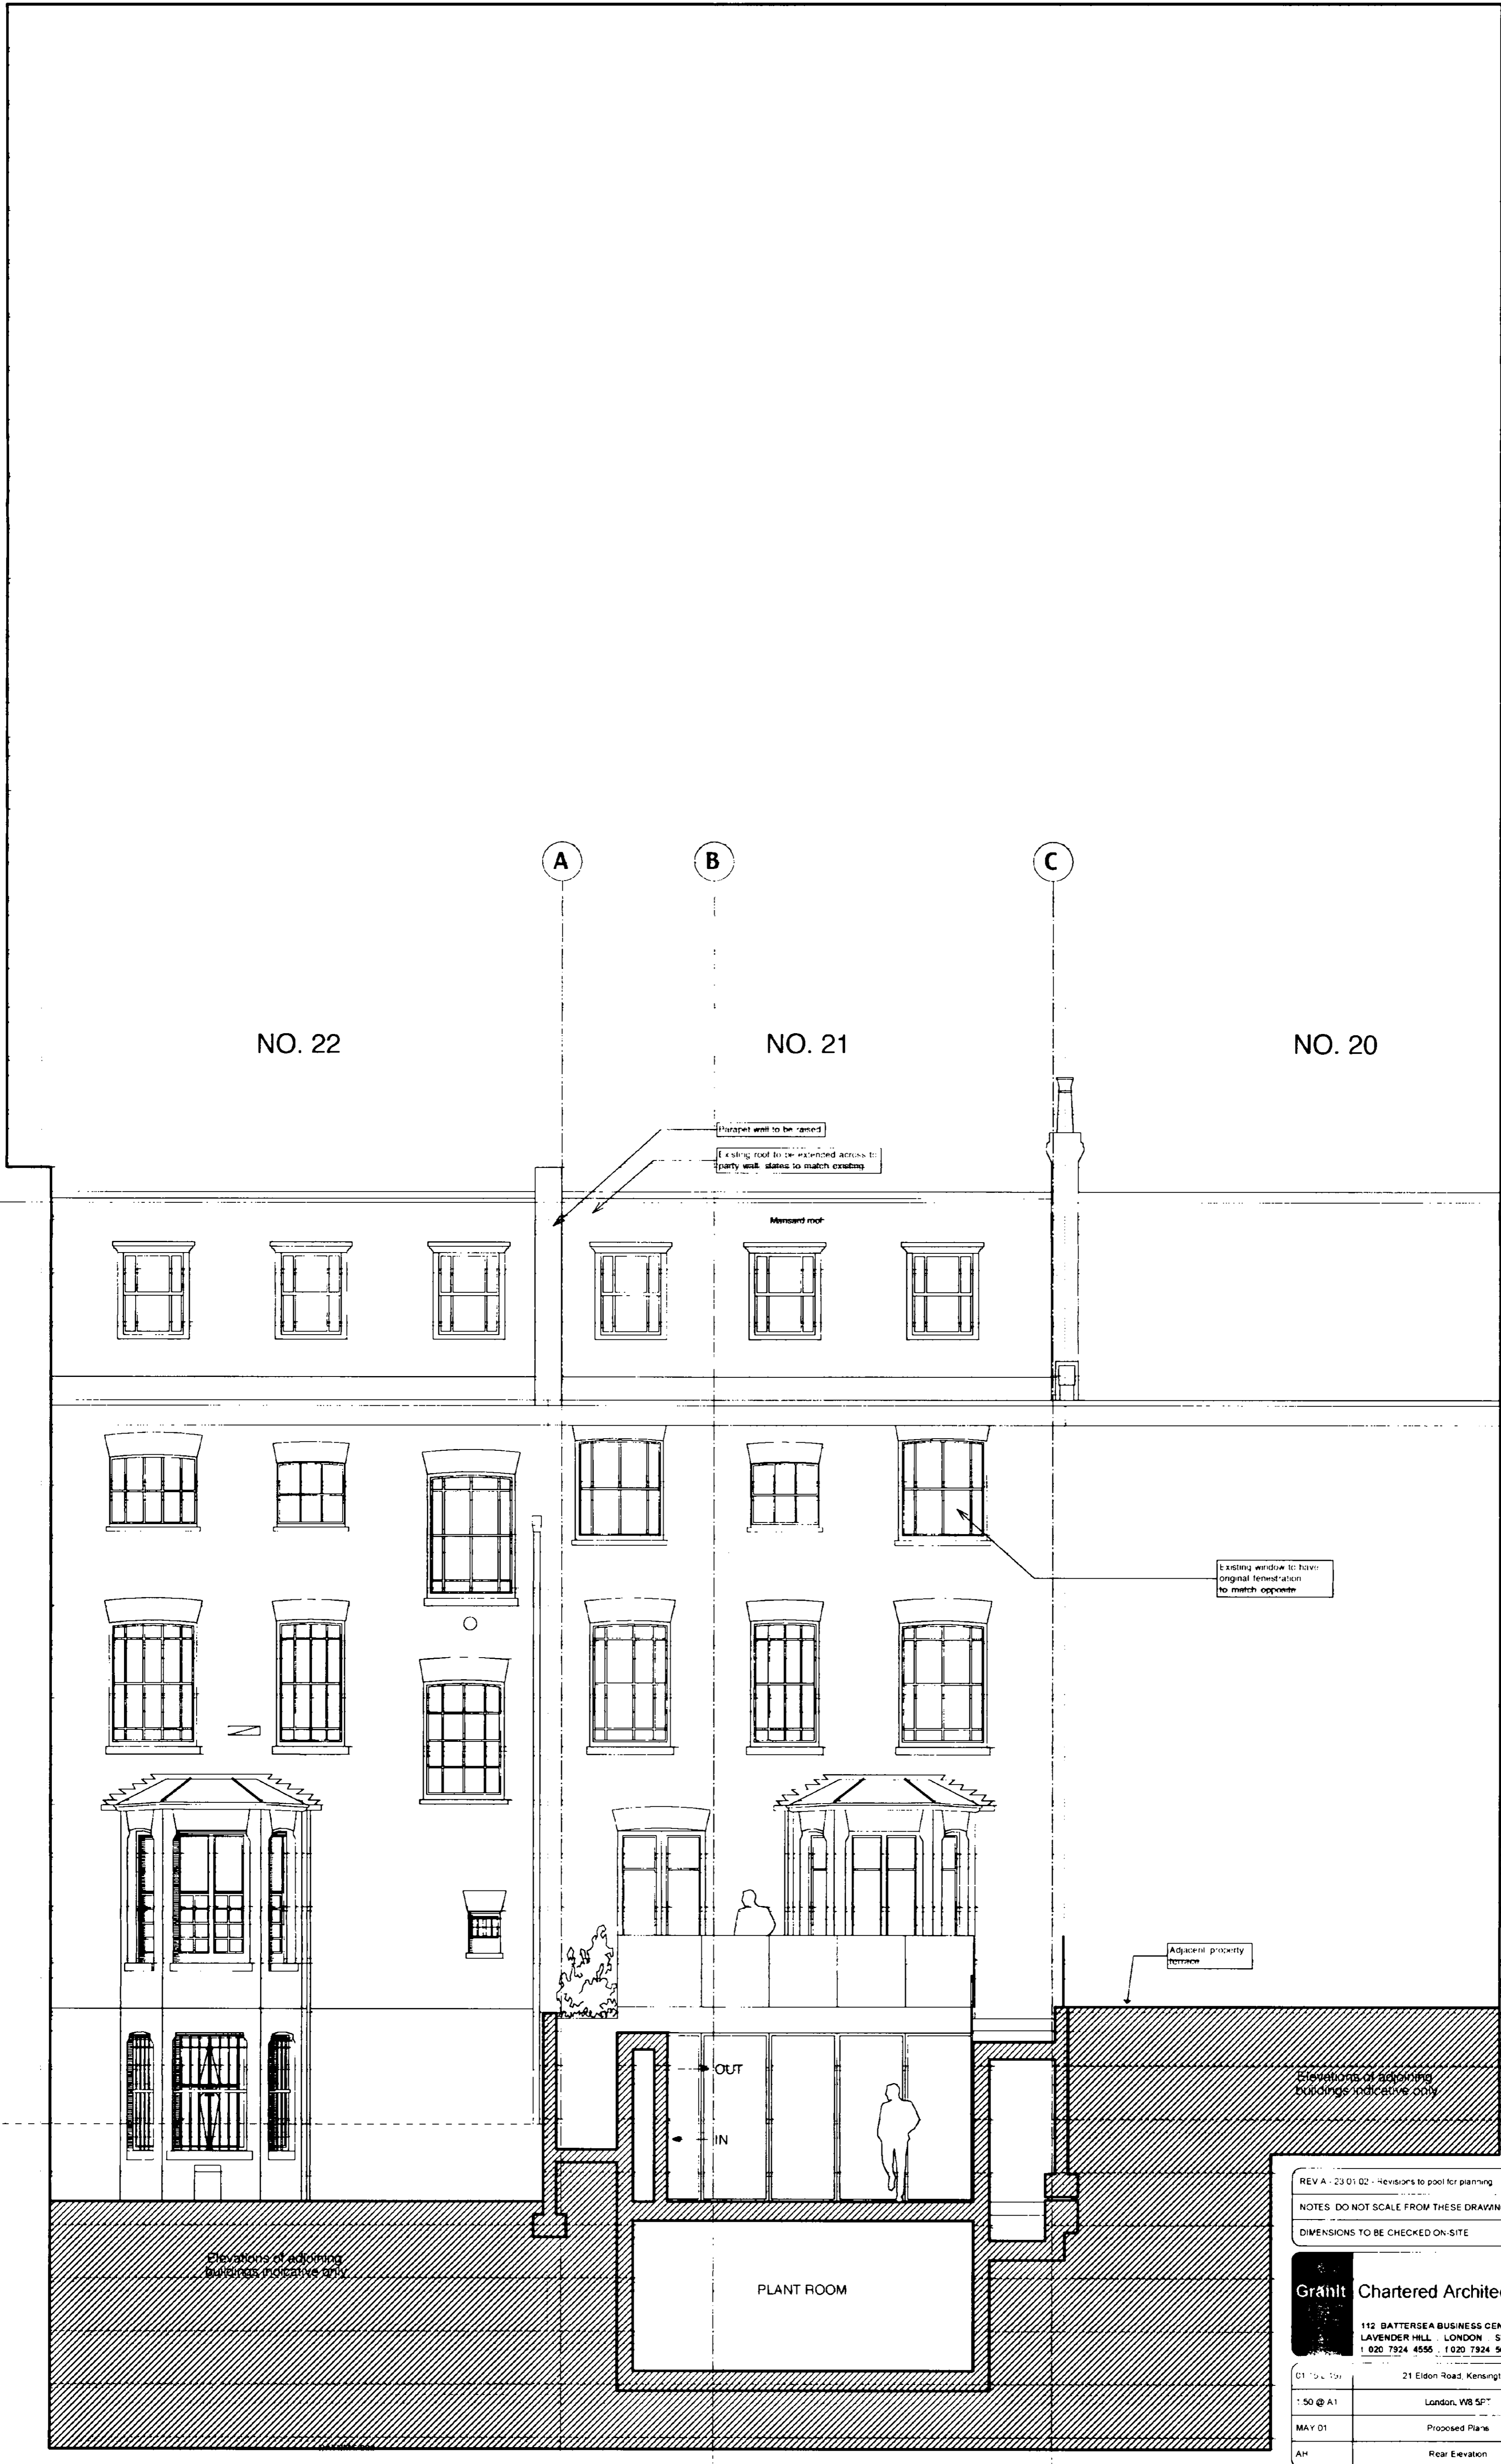 A
B
C
NO. 22
NO. 21
NO. 20
Parapet wall to be raised
Existing roof to be extended across to
party wall. slates to match existing
Mansard roof
Existing window to have
original fenestration
to match opposite
Adjacent property
terrace
OUT
IN
Elevations of adjoining
buildings indicative only
Elevations of adjoining
buildings indicative only
PLANT ROOM
REV A - 23.01.02 - Revisions to pool for planning
NOTES DO NOT SCALE FROM THESE DRAWIN
DIMENSIONS TO BE CHECKED ON-SITE
Granit Chartered Archite
112 BATTERSEA BUSINESS CEN
LAVENDER HILL . LONDON . S
t 020 7924 4555 . f 020 7924 5
21 Eldon Road, Kensingt
1:50 @ A1 London, W8 5PT
MAY 01 Proposed Plans
AH Rear Elevation